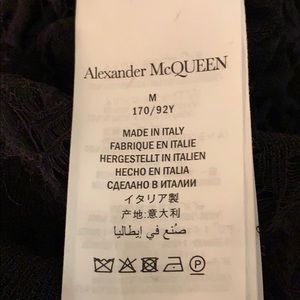 Alexander McQUEEN
M
170/92Y
MADE IN ITALY
FABRIQUE EN ITALIE
HERGESTELLT IN ITALIEN
HECHO EN ITALIA
СДЕЛАНО В ИТАЛИИ
イタリア製
产地:意大利
صُنع في إيطاليا
P